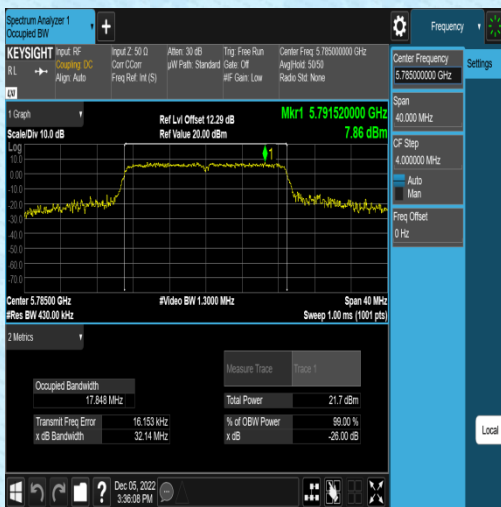 Spectrum Analyzer 1
Occupied BW
Frequency
KEYSIGHT Input: RF Input Z: 50 Ω Atten: 30 dB Trig: Free Run Center Freq: 5.785000000 GHz
RL Coupling: DC Corr CCorr µW Path: Standard Gate: Off Avg|Hold: 50/50
Align: Auto Freq Ref: Int (S) #IF Gain: Low Radio Std: None
1 Graph
Ref Lvl Offset 12.29 dB
Mkr1 5.791520000 GHz
Scale/Div 10.0 dB
Ref Value 20.00 dBm
7.86 dBm
Log
10.0
0.00
-10.0
-20.0
-30.0
-40.0
-50.0
-60.0
-70.0
1
Center 5.78500 GHz
#Video BW 1.3000 MHz
Span 40 MHz
#Res BW 430.00 kHz
Sweep 1.00 ms (1001 pts)
2 Metrics
Measure Trace Trace 1
Occupied Bandwidth
17.848 MHz
Total Power 21.7 dBm
Transmit Freq Error 16.153 kHz
% of OBW Power 99.00 %
x dB Bandwidth 32.14 MHz
x dB -26.00 dB
Dec 05, 2022
3:36:08 PM
Center Frequency
5.785000000 GHz
Settings
Span
40.000 MHz
CF Step
4.000000 MHz
Auto
Man
Freq Offset
0 Hz
Local